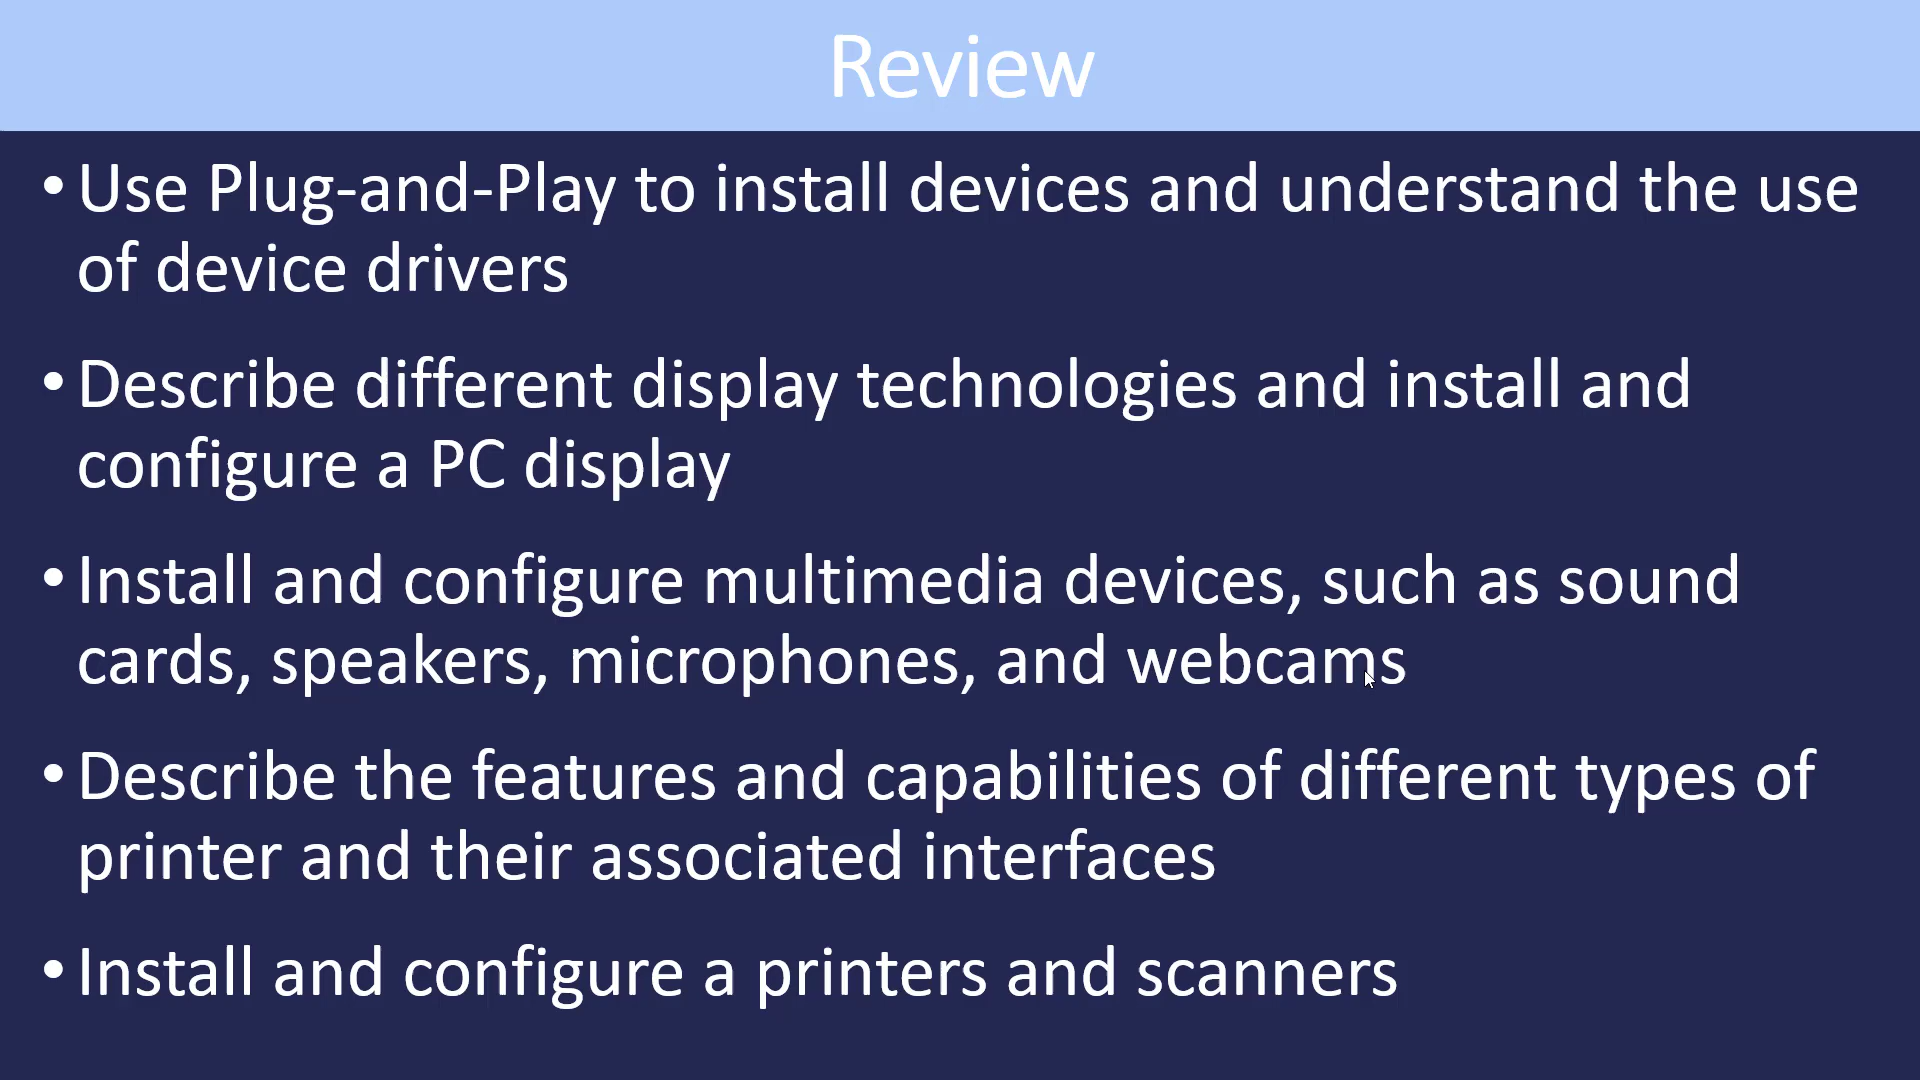 Review
• Use Plug-and-Play to install devices and understand the use
of device drivers
• Describe different display technologies and install and
configure a PC display
• Install and configure multimedia devices, such as sound
cards, speakers, microphones, and webcams
• Describe the features and capabilities of different types of
printer and their associated interfaces
• Install and configure a printers and scanners